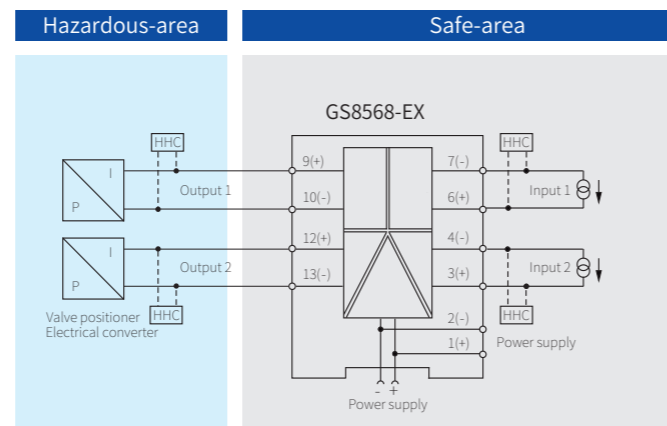 Hazardous-area
Safe-area
GS8568-EX
HHC
HHC
I
P
Output 1
9(+)
10(-)
7(-)
6(+)
Input 1
I
P
Output 2
12(+)
13(-)
4(-)
3(+)
Input 2
HHC
HHC
Valve positioner
Electrical converter
2(-)
1(+)
Power supply
- +
Power supply